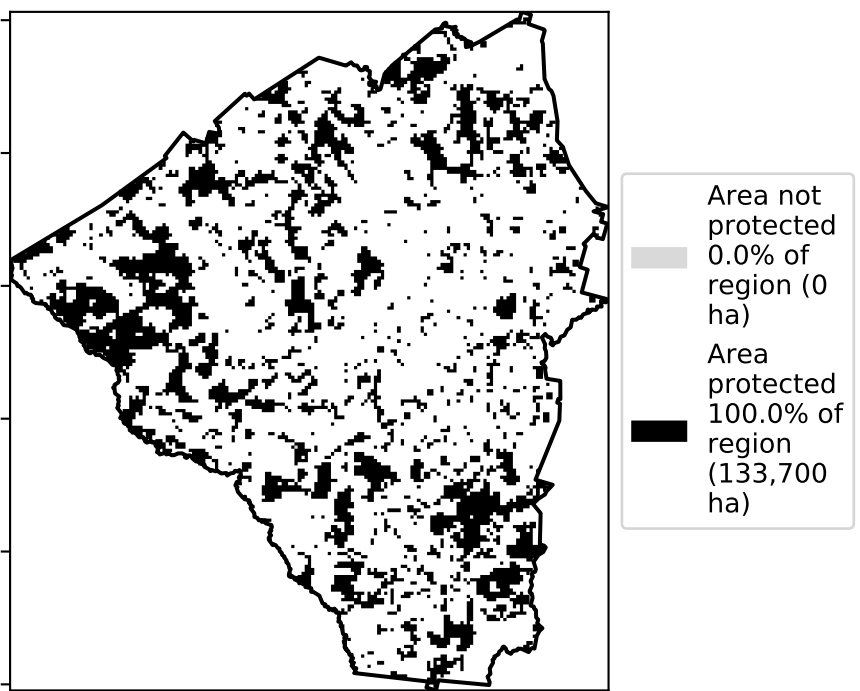 Area not
protected
0.0% of
region (0
ha)
Area
protected
100.0% of
region
(133,700
ha)